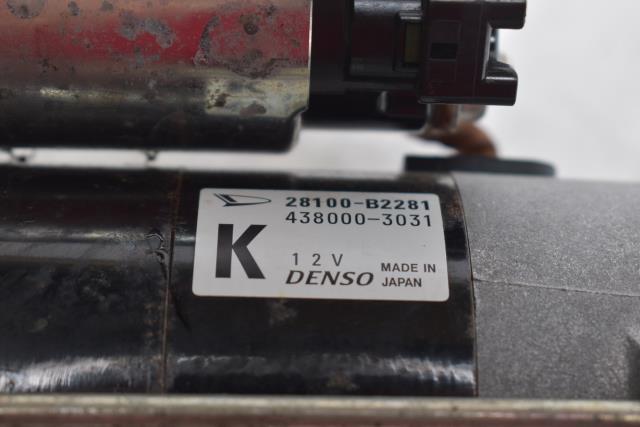 28100-B2281
438000-3031
K
12V
DENSO MADE IN
JAPAN